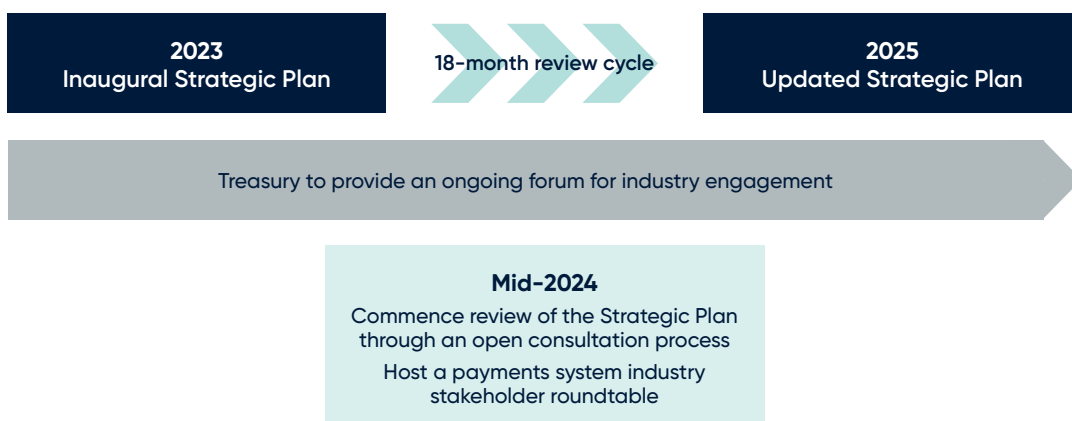 2023
Inaugural Strategic Plan
18-month review cycle
2025
Updated Strategic Plan
Treasury to provide an ongoing forum for industry engagement
Mid-2024
Commence review of the Strategic Plan
through an open consultation process
Host a payments system industry
stakeholder roundtable